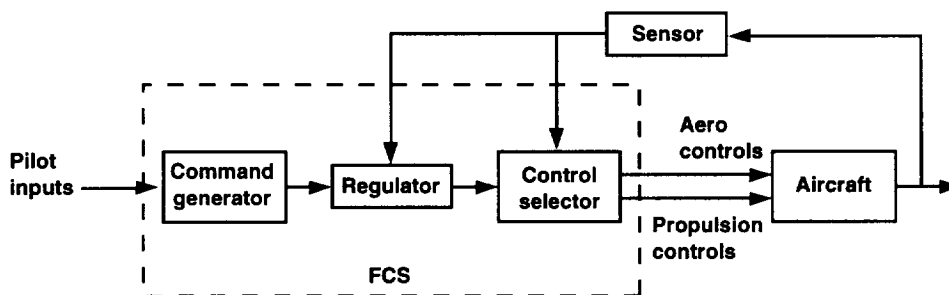 Sensor
Pilot
inputs
Command
generator
Regulator
Control
selector
Aero
controls
Propulsion
controls
Aircraft
FCS